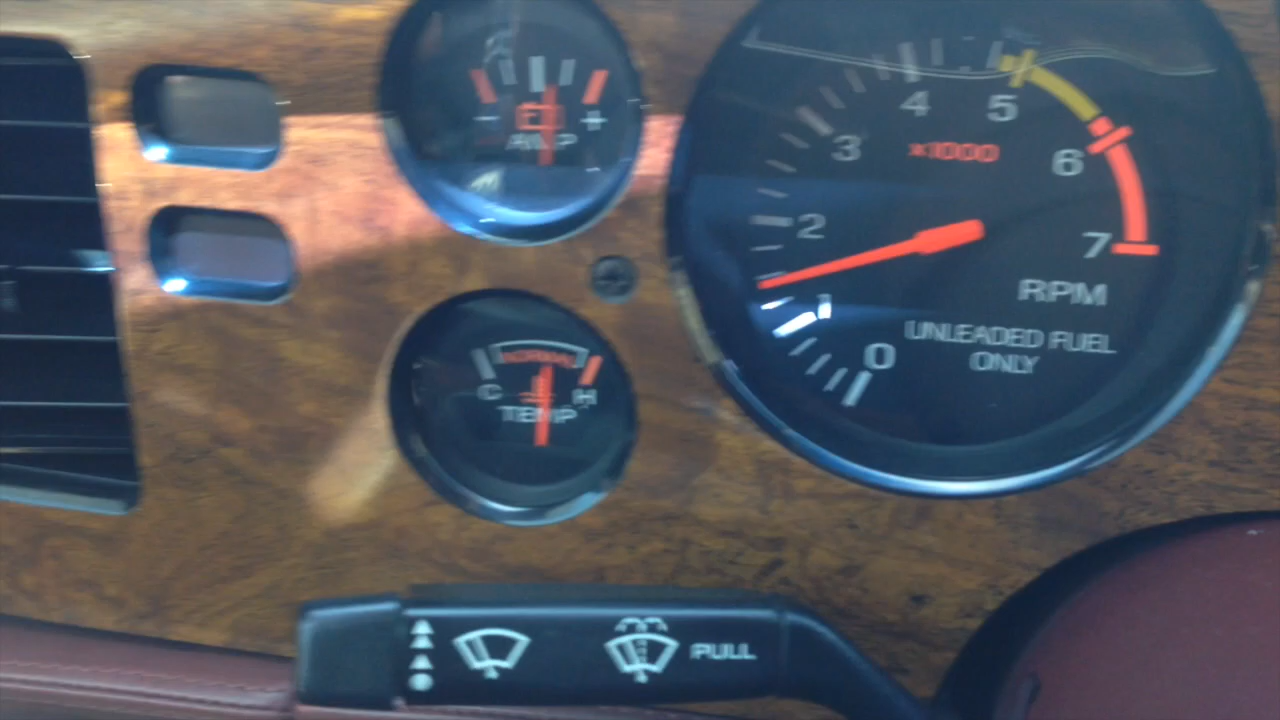 - +
AMP
C NORMAL H
TEMP
0
1
2
3
4
5
6
7
x1000
RPM
UNLEADED FUEL
ONLY
PULL